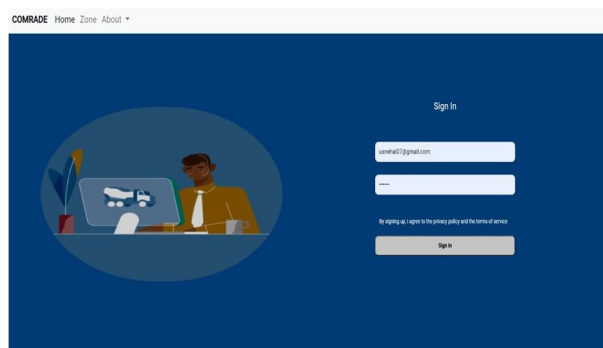 COMRADE Home Zone About
Sign In
usnehal07@gmail.com
By signing up, I agree to the privacy policy and the terms of service
Sign In